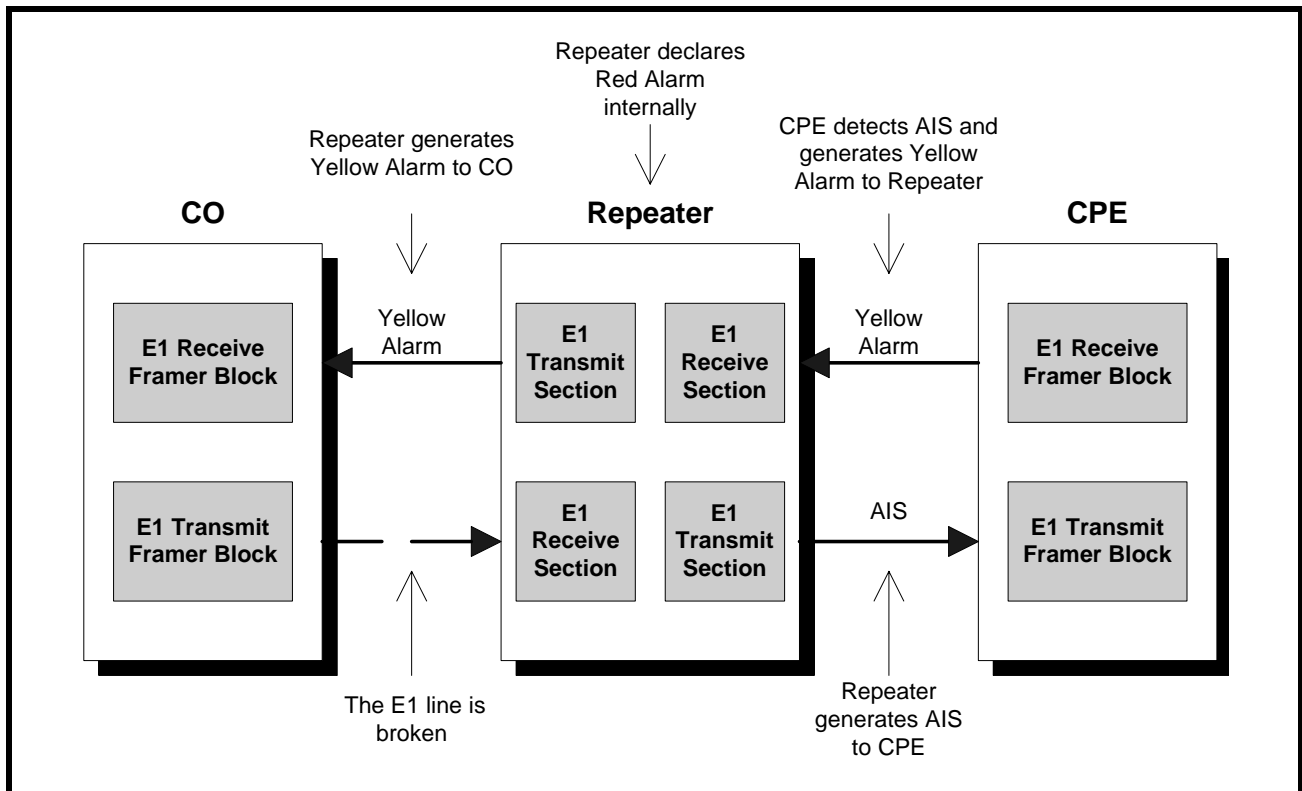 Repeater declares
Red Alarm
internally
Repeater generates
Yellow Alarm to CO
CPE detects AIS and
generates Yellow
Alarm to Repeater
CO
Repeater
CPE
E1 Receive
Framer Block
Yellow
Alarm
E1
Transmit
Section
E1
Receive
Section
Yellow
Alarm
E1 Receive
Framer Block
E1 Transmit
Framer Block
E1
Receive
Section
E1
Transmit
Section
AIS
E1 Transmit
Framer Block
The E1 line is
broken
Repeater
generates AIS
to CPE